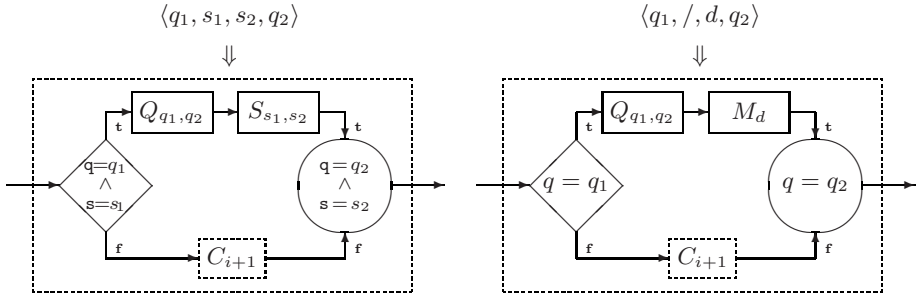 ⟨q₁, s₁, s₂, q₂⟩
⇓
Q_{q₁,q₂} S_{s₁,s₂}
t t
q=q₁
∧
s=s₁
q=q₂
∧
s=s₂
f f
C_{i+1}
⟨q₁, /, d, q₂⟩
⇓
Q_{q₁,q₂} M_d
t t
q = q₁
q = q₂
f f
C_{i+1}